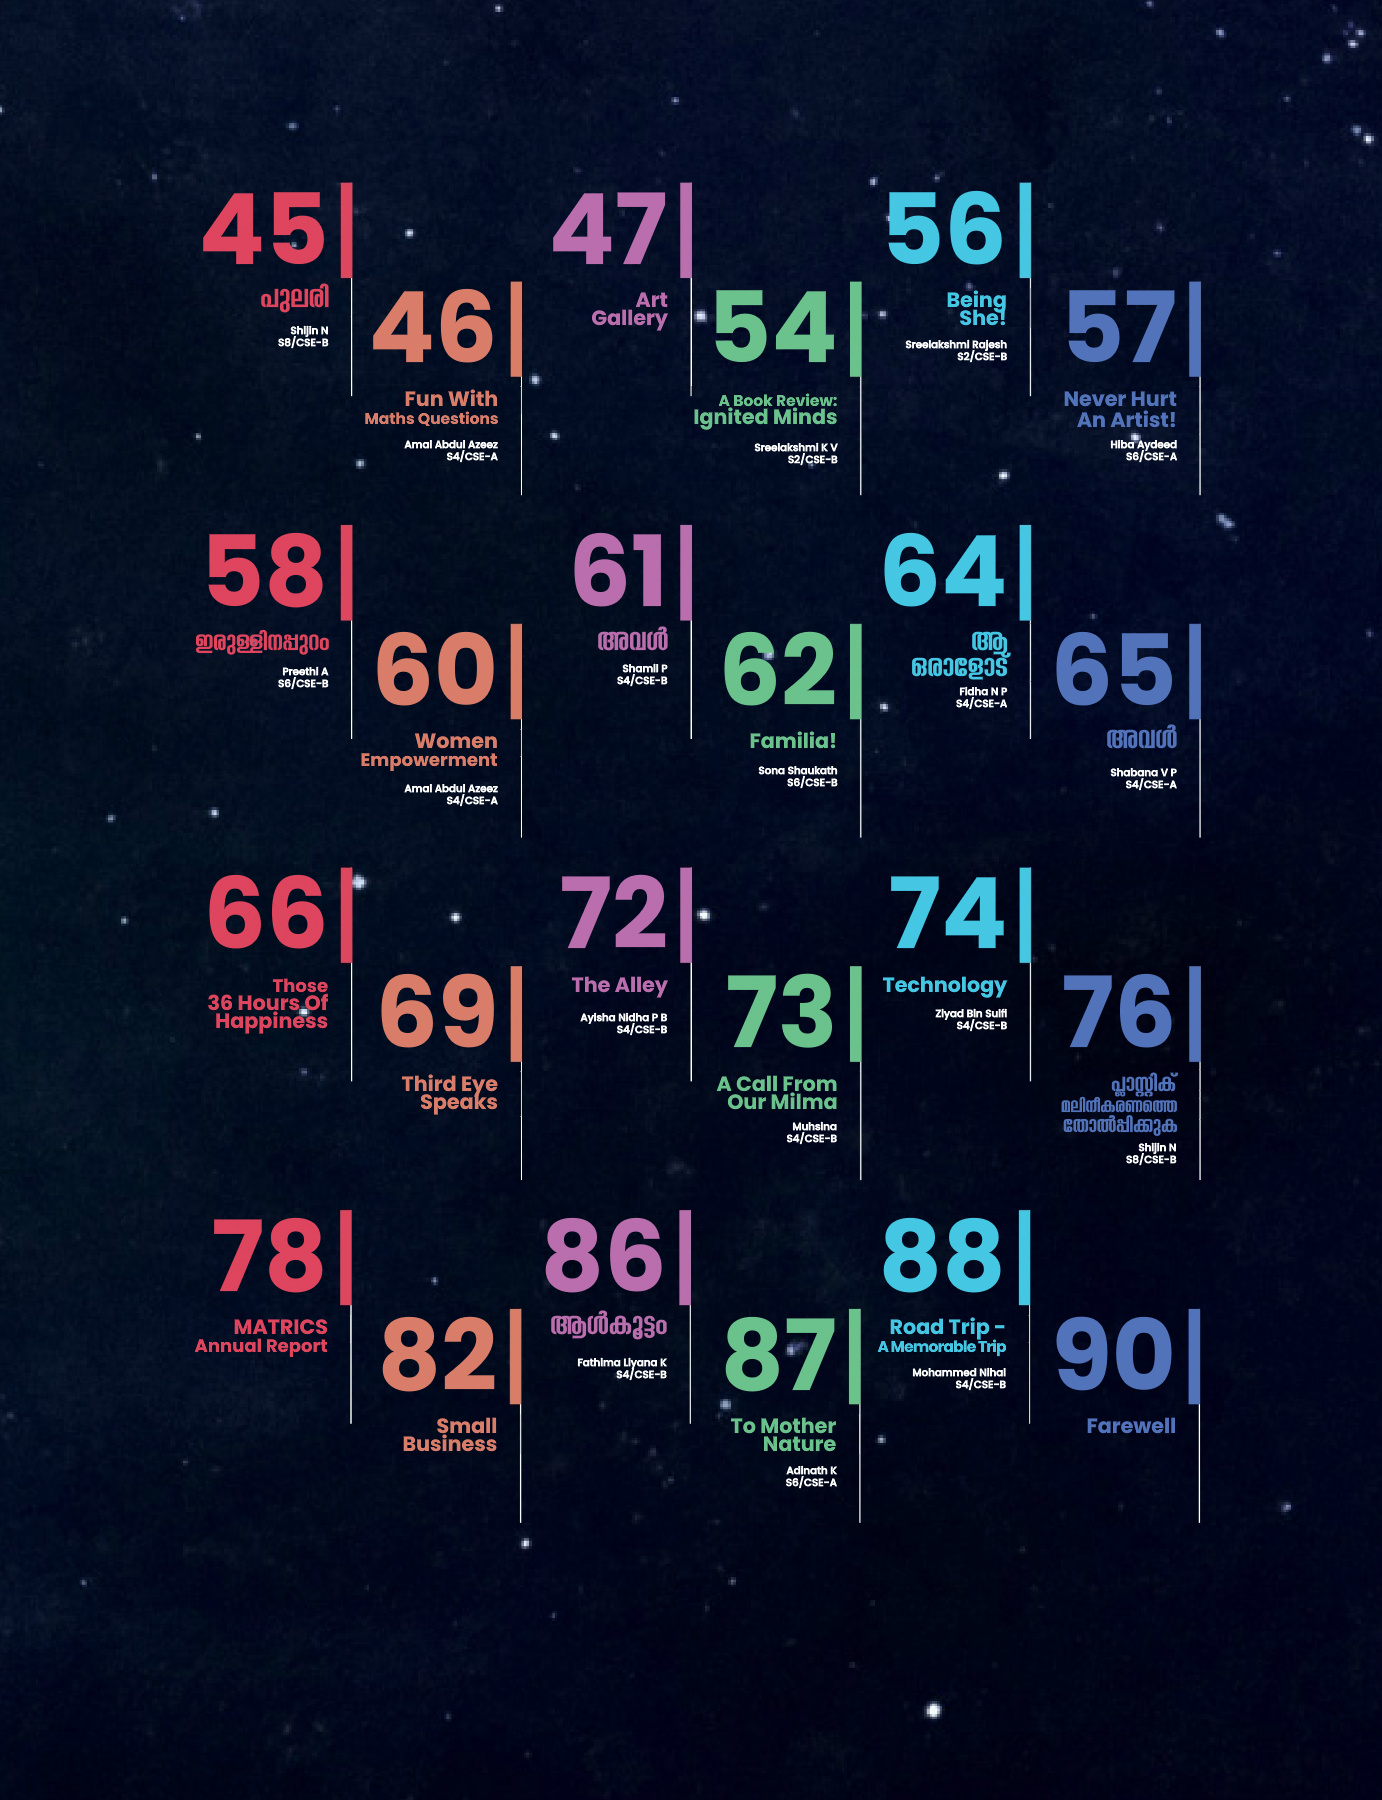 45
പുലരി
Shijin N
S8/CSE-B
46
Fun With
Maths Questions
Amal Abdul Azeez
S4/CSE-A
47
Art
Gallery
54
A Book Review:
Ignited Minds
Sreelakshmi K V
S2/CSE-B
56
Being
She!
Sreelakshmi Rajesh
S2/CSE-B
57
Never Hurt
An Artist!
Hiba Aydeed
S6/CSE-A
58
ഇരുള്ളിനപ്പുറം
Preethi A
S6/CSE-B
60
Women
Empowerment
Amal Abdul Azeez
S4/CSE-A
61
അവൾ
Shamil P
S4/CSE-B
62
Familia!
Sona Shaukath
S6/CSE-B
64
ആ
ഒരാളോട്
Fidha N P
S4/CSE-A
65
അവൾ
Shabana V P
S4/CSE-A
66
Those
36 Hours Of
Happiness
69
Third Eye
Speaks
72
The Alley
Ayisha Nidha P B
S4/CSE-B
73
A Call From
Our Milma
Muhsina
S4/CSE-B
74
Technology
Ziyad Bin Sulfi
S4/CSE-B
76
പ്ലാസ്റ്റിക്
മലിനീകരണത്തെ
തോൽപ്പിക്കുക
Shijin N
S8/CSE-B
78
MATRICS
Annual Report
82
Small
Business
86
ആൾകൂട്ടം
Fathima Liyana K
S4/CSE-B
87
To Mother
Nature
Adinath K
S6/CSE-A
88
Road Trip -
A Memorable Trip
Mohammed Nihal
S4/CSE-B
90
Farewell